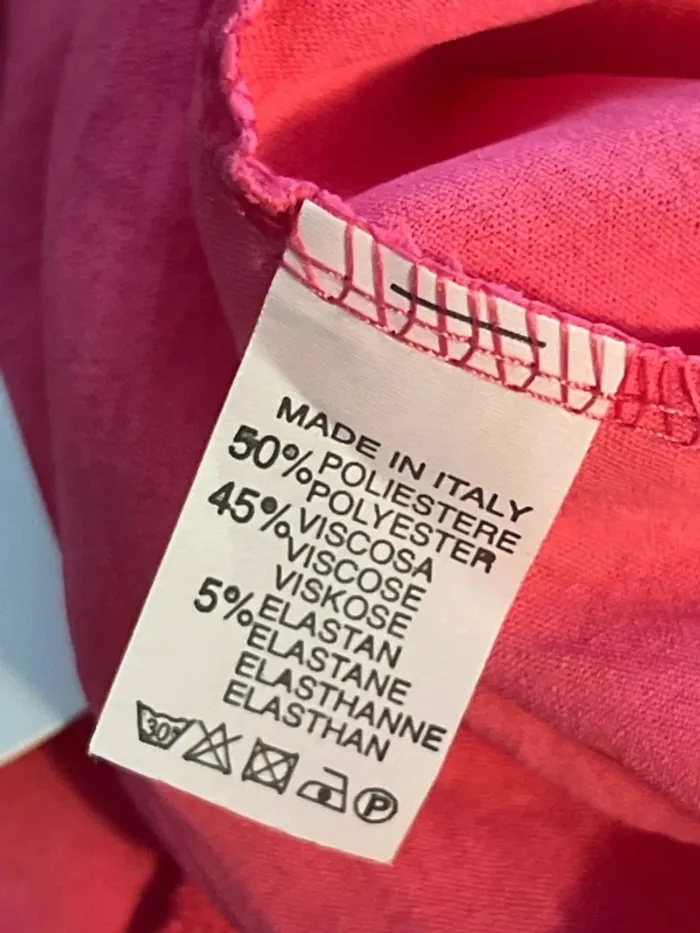 MADE IN ITALY
50% POLIESTERE
POLYESTER
45% VISCOSA
VISCOSE
VISKOSE
5% ELASTAN
ELASTANE
ELASTHANNE
ELASTHAN
30° P